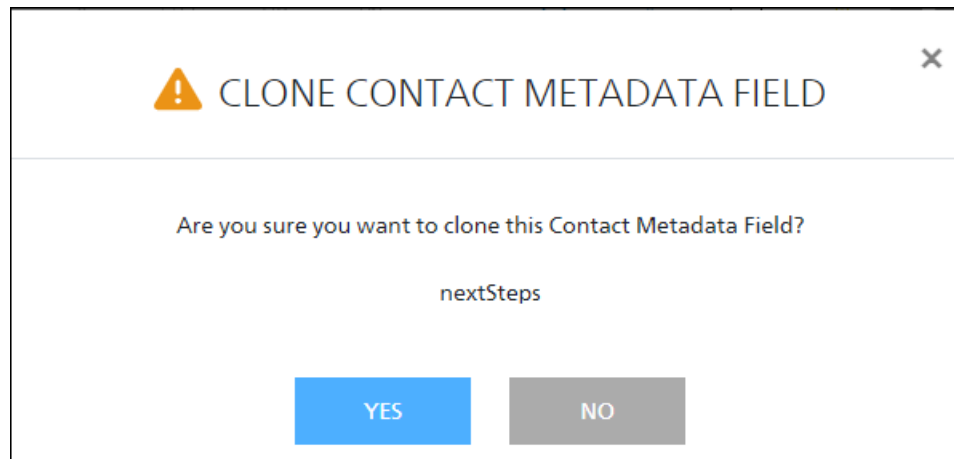 CLONE CONTACT METADATA FIELD
Are you sure you want to clone this Contact Metadata Field?
nextSteps
YES NO